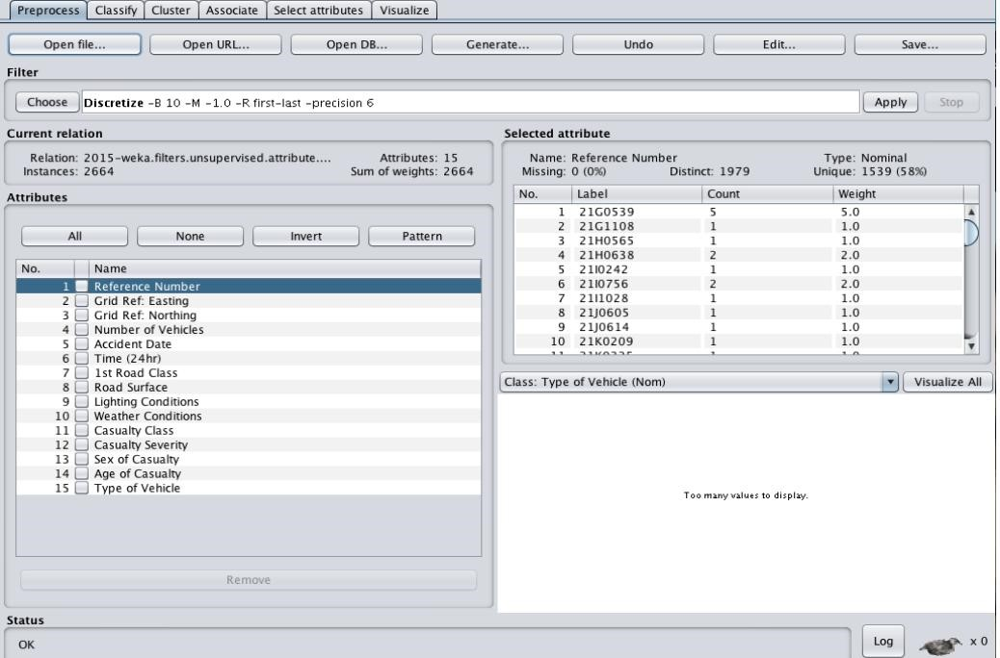 Preprocess Classify Cluster Associate Select attributes Visualize
Open file... Open URL... Open DB... Generate... Undo Edit... Save...
Filter
Choose Discretize -B 10 -M -1.0 -R first-last -precision 6 Apply Stop
Current relation
Relation: 2015-weka.filters.unsupervised.attribute.... Attributes: 15
Instances: 2664 Sum of weights: 2664
Attributes
All None Invert Pattern
No. Name
1 Reference Number
2 Grid Ref: Easting
3 Grid Ref: Northing
4 Number of Vehicles
5 Accident Date
6 Time (24hr)
7 1st Road Class
8 Road Surface
9 Lighting Conditions
10 Weather Conditions
11 Casualty Class
12 Casualty Severity
13 Sex of Casualty
14 Age of Casualty
15 Type of Vehicle
Remove
Selected attribute
Name: Reference Number Type: Nominal
Missing: 0 (0%) Distinct: 1979 Unique: 1539 (58%)
No. Label Count Weight
1 21G0539 5 5.0
2 21G1108 1 1.0
3 21H0565 1 1.0
4 21H0638 2 2.0
5 21I0242 1 1.0
6 21I0756 2 2.0
7 21I1028 1 1.0
8 21J0605 1 1.0
9 21J0614 1 1.0
10 21K0209 1 1.0
Class: Type of Vehicle (Nom) Visualize All
Too many values to display.
Status
OK
Log x 0